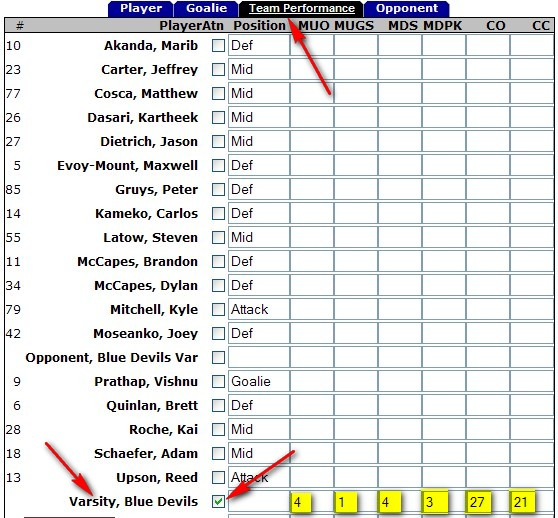 Player Goalie Team Performance Opponent
# Player Atn Position MUO MUGS MDS MDPK CO CC
10 Akanda, Marib Def
23 Carter, Jeffrey Mid
77 Cosca, Matthew Mid
26 Dasari, Kartheek Mid
27 Dietrich, Jason Mid
5 Evoy-Mount, Maxwell Def
85 Gruys, Peter Def
14 Kameko, Carlos Def
55 Latow, Steven Mid
11 McCapes, Brandon Def
34 McCapes, Dylan Def
79 Mitchell, Kyle Attack
42 Moseanko, Joey Def
Opponent, Blue Devils Var
9 Prathap, Vishnu Goalie
6 Quinlan, Brett Def
28 Roche, Kai Mid
18 Schaefer, Adam Mid
13 Upson, Reed Attack
Varsity, Blue Devils 4 1 4 3 27 21